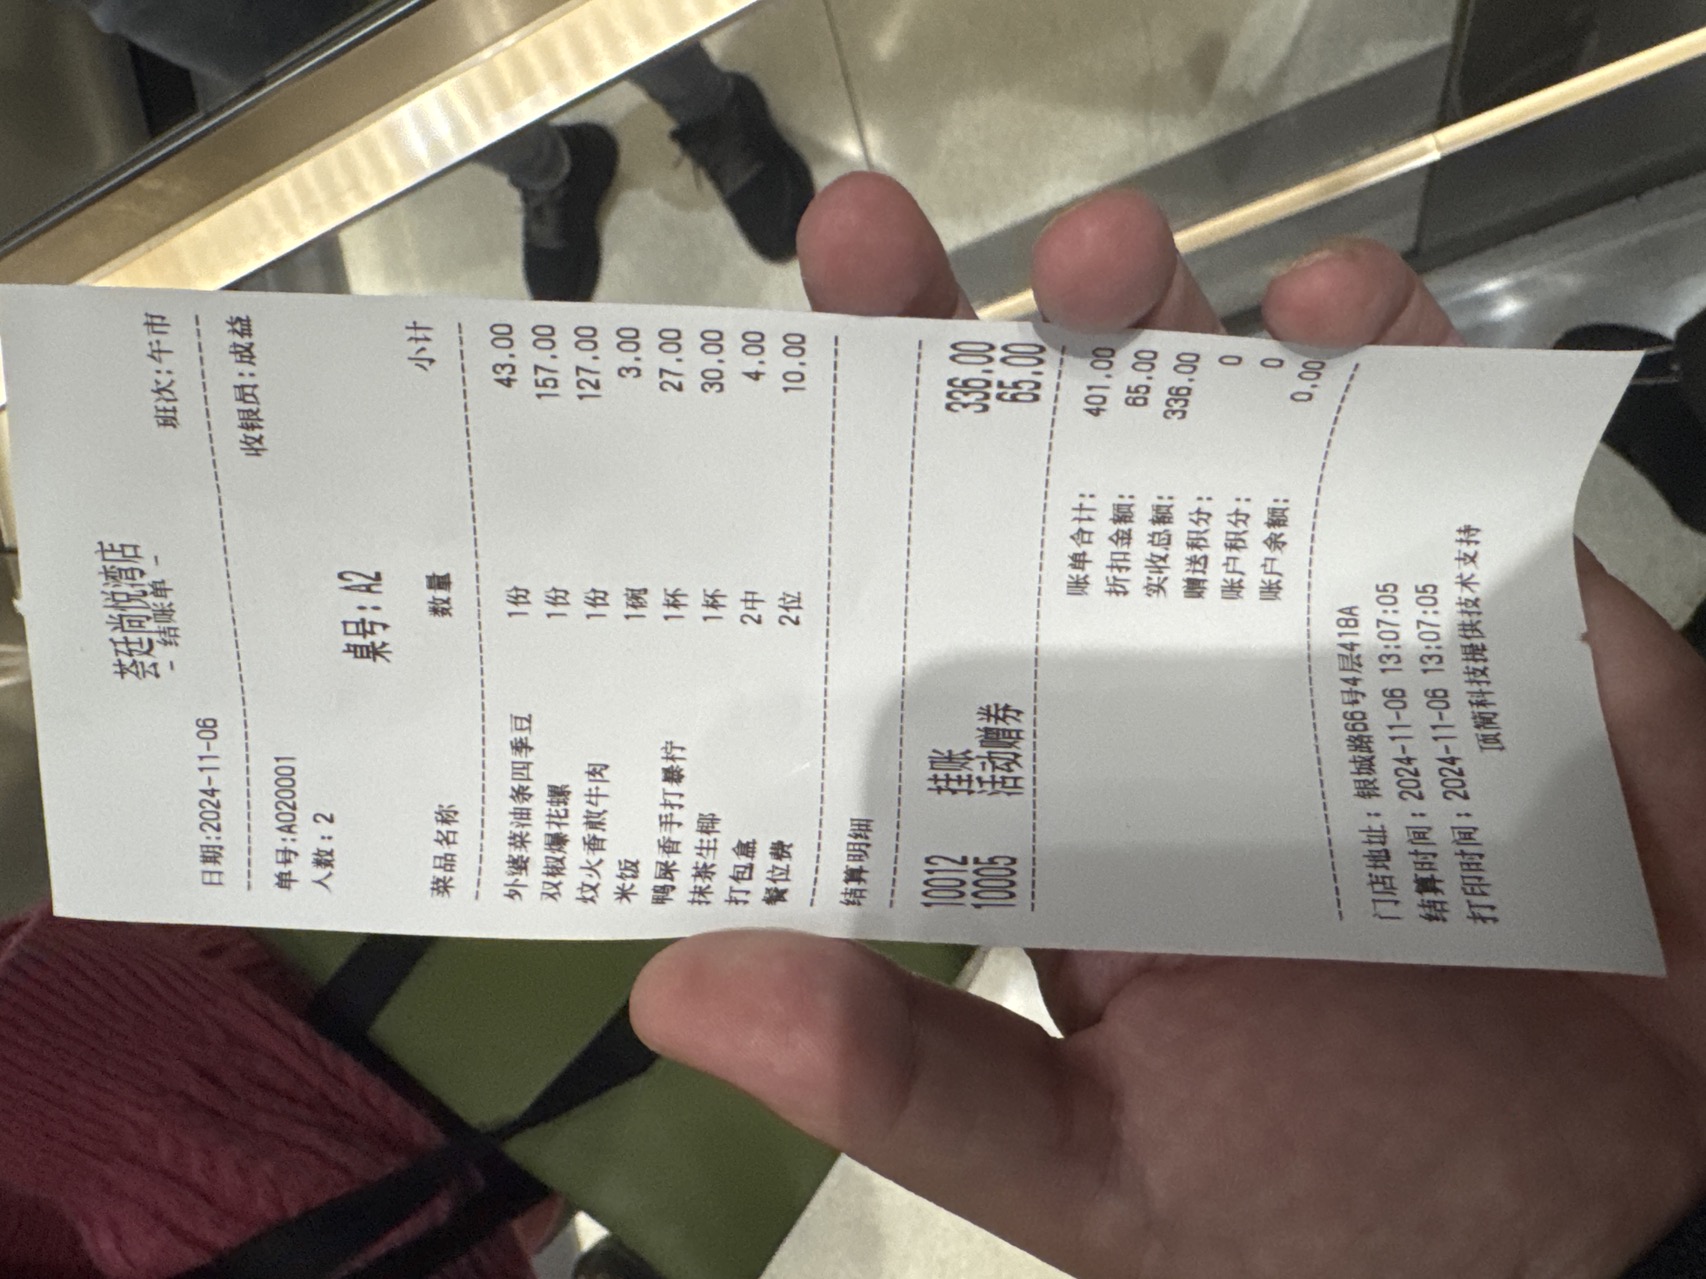 荟廷尚悦湾店
- 结账单 -
日期:2024-11-06 班次:午市
单号:A020001 收银员:成益
人数:2
桌号:A2
菜品名称 数量 小计
外婆菜油条四季豆 1份 43.00
双椒爆花螺 1份 157.00
炆火香煎牛肉 1份 127.00
米饭 1碗 3.00
鸭屎香手打暴柠 1杯 27.00
抹茶生椰 1杯 30.00
打包盒 2中 4.00
餐位费 2位 10.00
结算明细
10012 挂账 336.00
10005 活动赠券 65.00
账单合计: 401.00
折扣金额: 65.00
实收总额: 336.00
赠送积分: 0
账户积分: 0
账户余额: 0.00
门店地址:银城路66号4层418A
结算时间:2024-11-06 13:07:05
打印时间:2024-11-06 13:07:05
顶简科技提供技术支持